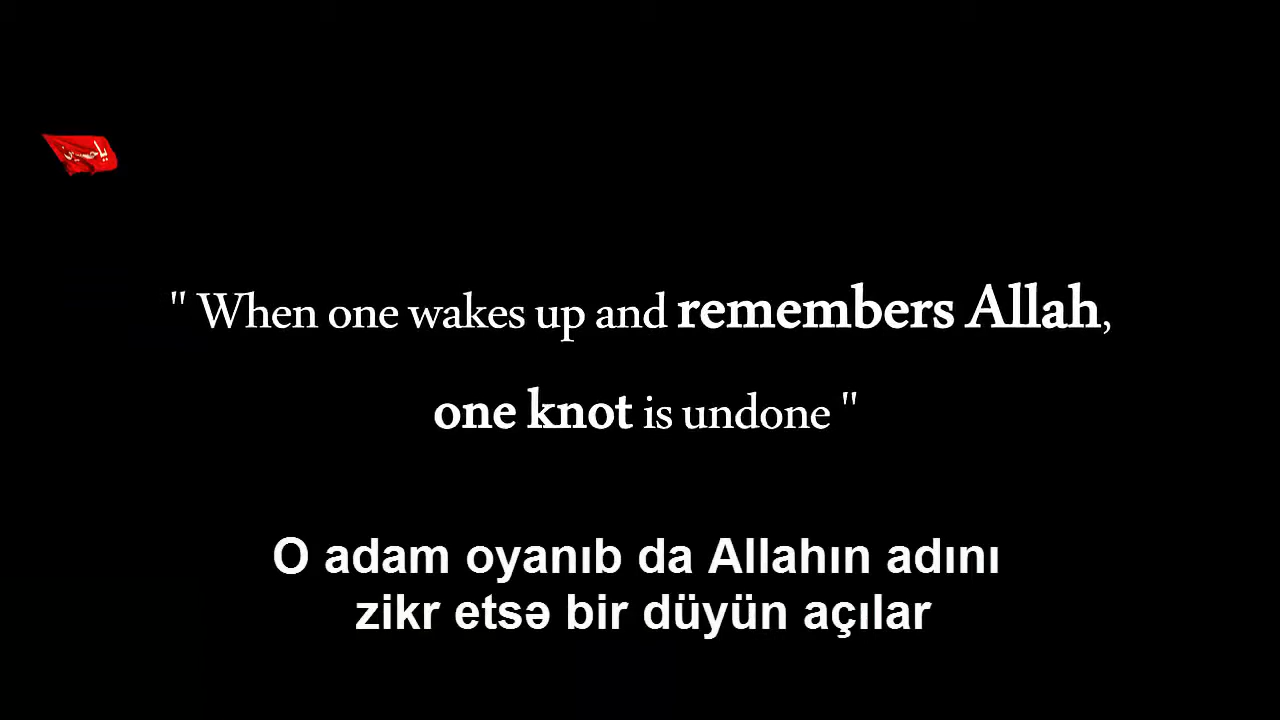 ياحسين
" When one wakes up and remembers Allah,
one knot is undone "
O adam oyanıb da Allahın adını
zikr etsə bir düyün açılar